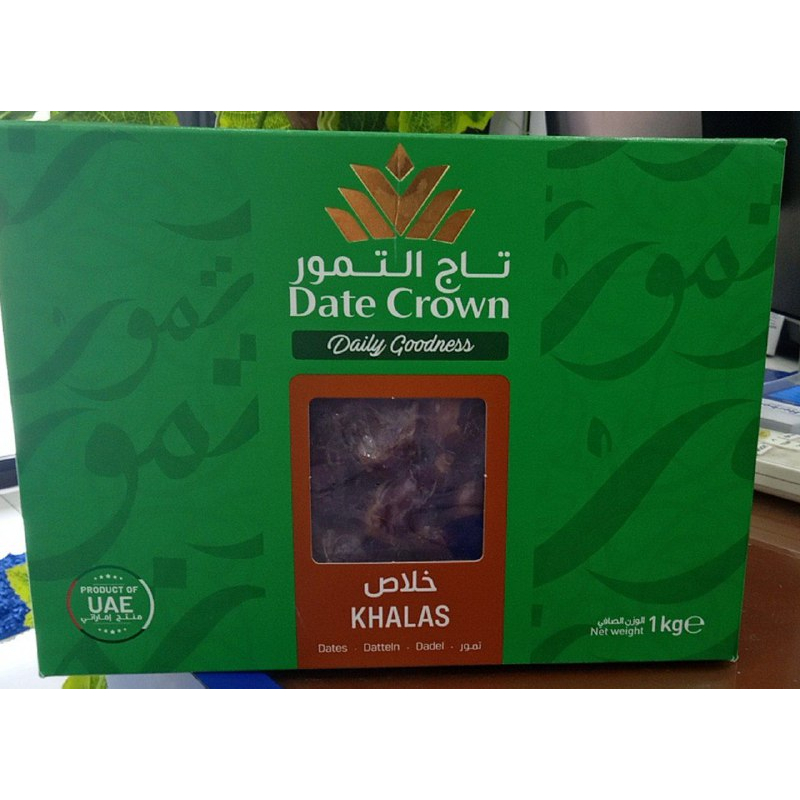 تاج التمور
Date Crown
Daily Goodness
خلاص
KHALAS
Dates · Datteln · Dadel · تمور
PRODUCT OF
UAE
منتج إماراتي
الوزن الصافي
Net weight 1kg℮